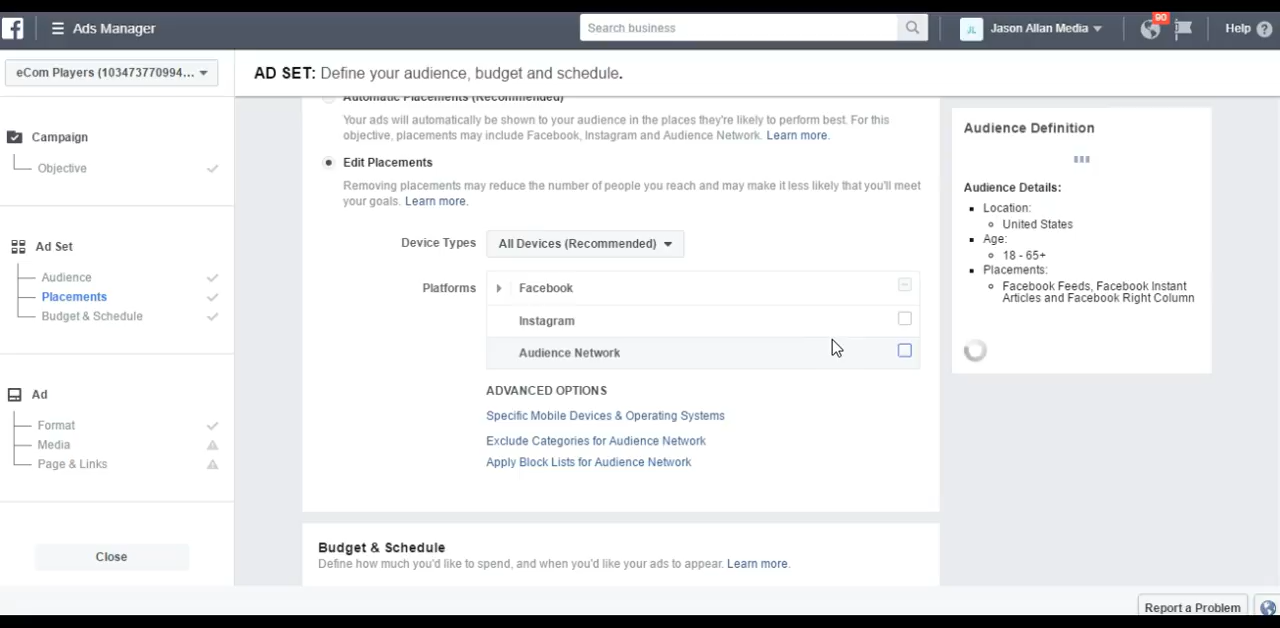 Ads Manager
Search business
JL
Jason Allan Media
90
Help
eCom Players (103473770994...
AD SET: Define your audience, budget and schedule.
Campaign
Objective
Ad Set
Audience
Placements
Budget & Schedule
Ad
Format
Media
Page & Links
Close
Automatic Placements (Recommended)
Your ads will automatically be shown to your audience in the places they're likely to perform best. For this
objective, placements may include Facebook, Instagram and Audience Network. Learn more.
Edit Placements
Removing placements may reduce the number of people you reach and may make it less likely that you'll meet
your goals. Learn more.
Device Types
All Devices (Recommended)
Platforms
Facebook
Instagram
Audience Network
ADVANCED OPTIONS
Specific Mobile Devices & Operating Systems
Exclude Categories for Audience Network
Apply Block Lists for Audience Network
Budget & Schedule
Define how much you'd like to spend, and when you'd like your ads to appear. Learn more.
Audience Definition
Audience Details:
Location:
United States
Age:
18 - 65+
Placements:
Facebook Feeds, Facebook Instant
Articles and Facebook Right Column
Report a Problem